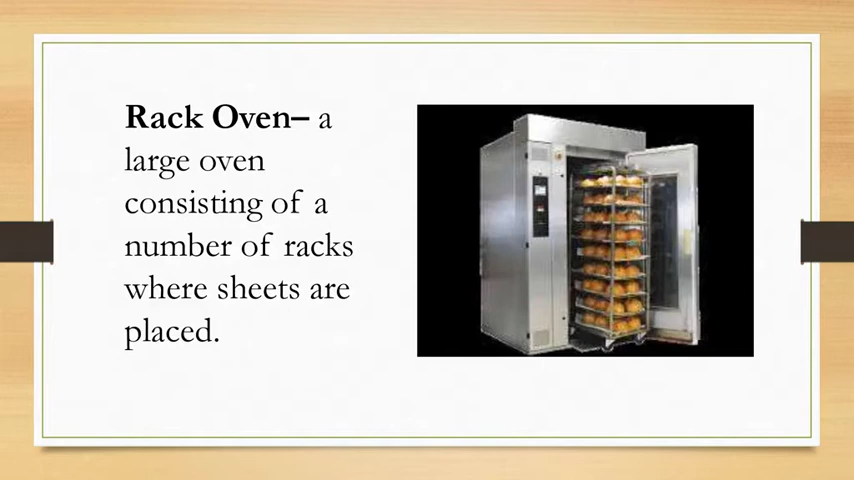 Rack Oven– a
large oven
consisting of a
number of racks
where sheets are
placed.